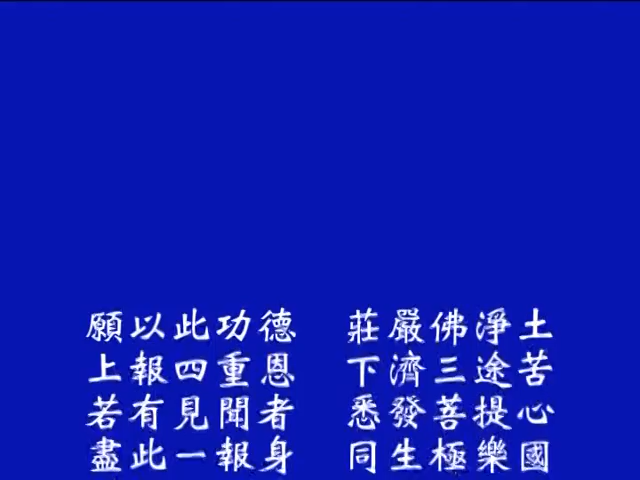 願以此功德　莊嚴佛淨土
上報四重恩　下濟三途苦
若有見聞者　悉發菩提心
盡此一報身　同生極樂國